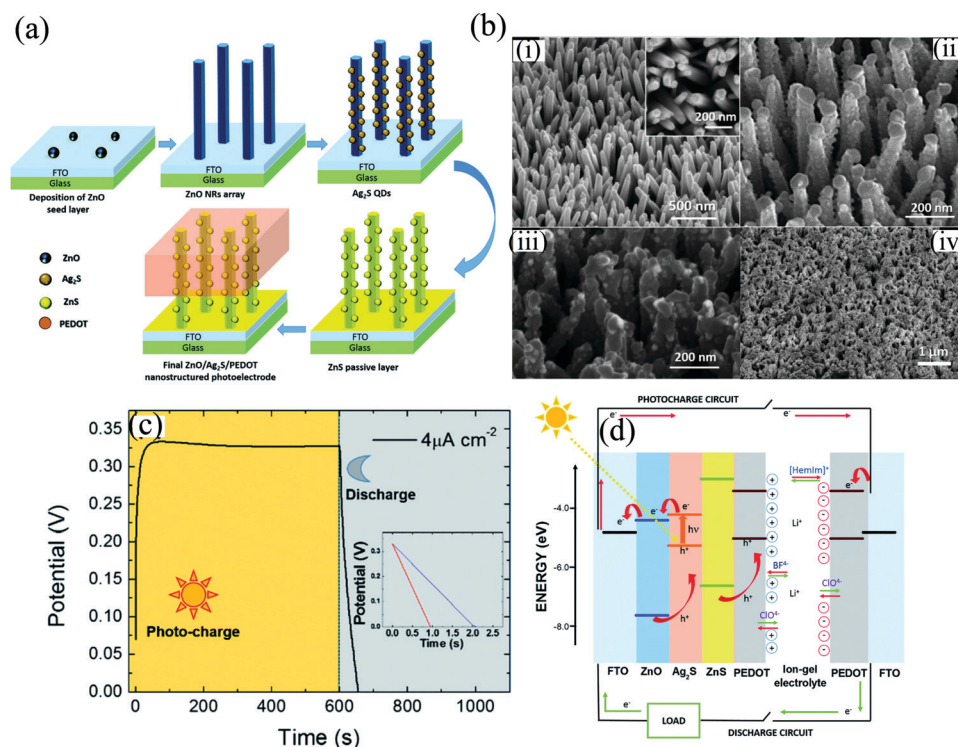 (a)
FTO
Glass
Deposition of ZnO
seed layer
FTO
Glass
ZnO NRs array
FTO
Glass
Ag₂S QDs
ZnO
Ag₂S
ZnS
PEDOT
FTO
Glass
Final ZnO/Ag₂S/PEDOT
nanostructured photoelectrode
FTO
Glass
ZnS passive layer
(b)
(i)
200 nm
500 nm
(ii)
200 nm
(iii)
200 nm
(iv)
1 μm
(c)
Potential (V)
0.35
0.30
0.25
0.20
0.15
0.10
0.05
0.00
0 200 400 600 800 1000
Time (s)
4μA cm⁻²
Discharge
Photo-charge
Potential (V)
0.4
0.3
0.2
0.1
0.0
0.0 0.5 1.0 1.5 2.0 2.5
Time (s)
(d)
PHOTOCHARGE CIRCUIT
e⁻ e⁻
ENERGY (eV)
-4.0
-6.0
-8.0
e⁻
e⁻
hν
h⁺
h⁺
h⁺
h⁺
[HemIm]⁺
e⁻
Li⁺
BF⁴⁻
Li⁺
ClO⁴⁻
ClO⁴⁻
FTO ZnO Ag₂S ZnS PEDOT Ion-gel electrolyte PEDOT FTO
e⁻
LOAD
e⁻
e⁻
DISCHARGE CIRCUIT